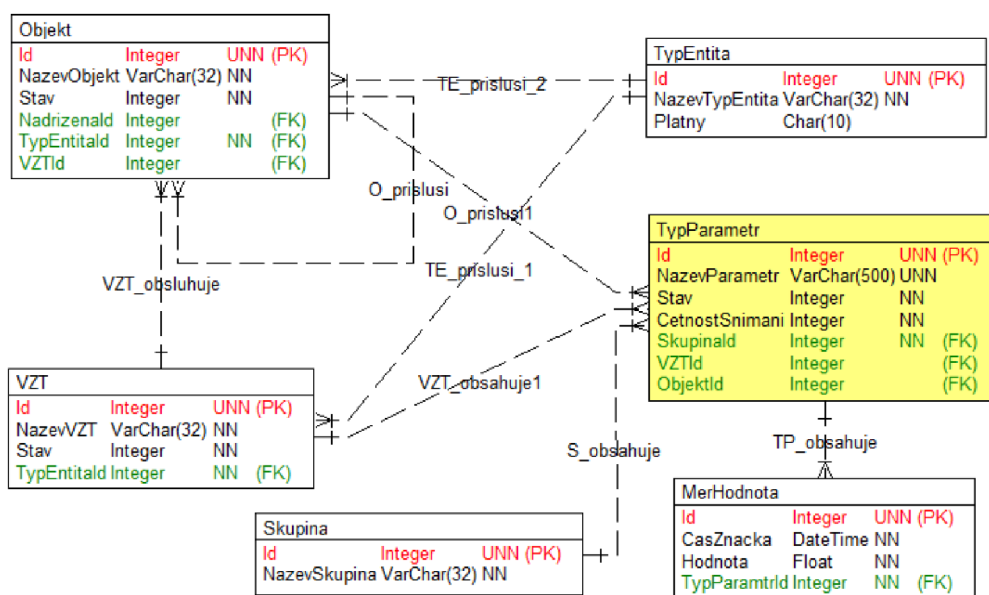 Objekt
Id Integer UNN (PK)
NazevObjekt VarChar(32) NN
Stav Integer NN
NadrizenaId Integer (FK)
TypEntitaId Integer NN (FK)
VZTId Integer (FK)
TypEntita
Id Integer UNN (PK)
NazevTypEntita VarChar(32) NN
Platny Char(10)
TE_prislusi_2
O_prislusi
O_prislusi1
TE_prislusi_1
VZT_obsluhuje
TypParametr
Id Integer UNN (PK)
NazevParametr VarChar(500) UNN
Stav Integer NN
CetnostSnimani Integer NN
SkupinaId Integer NN (FK)
VZTId Integer (FK)
ObjektId Integer (FK)
VZT
Id Integer UNN (PK)
NazevVZT VarChar(32) NN
Stav Integer NN
TypEntitaId Integer NN (FK)
VZT_obsahuje1
S_obsahuje
TP_obsahuje
MerHodnota
Id Integer UNN (PK)
CasZnacka DateTime NN
Hodnota Float NN
TypParamtrId Integer NN (FK)
Skupina
Id Integer UNN (PK)
NazevSkupina VarChar(32) NN